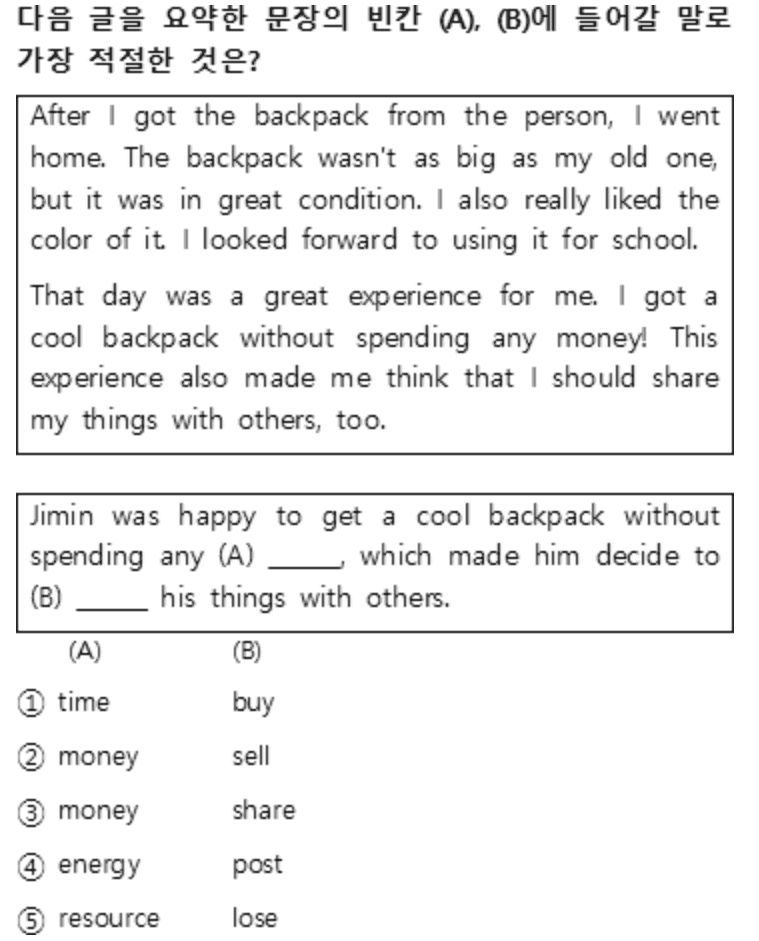 다음 글을 요약한 문장의 빈칸 (A), (B)에 들어갈 말로
가장 적절한 것은?
After I got the backpack from the person, I went
home. The backpack wasn't as big as my old one,
but it was in great condition. I also really liked the
color of it. I looked forward to using it for school.
That day was a great experience for me. I got a
cool backpack without spending any money! This
experience also made me think that I should share
my things with others, too.
Jimin was happy to get a cool backpack without
spending any (A) _____, which made him decide to
(B) _____ his things with others.
(A) (B)
① time buy
② money sell
③ money share
④ energy post
⑤ resource lose